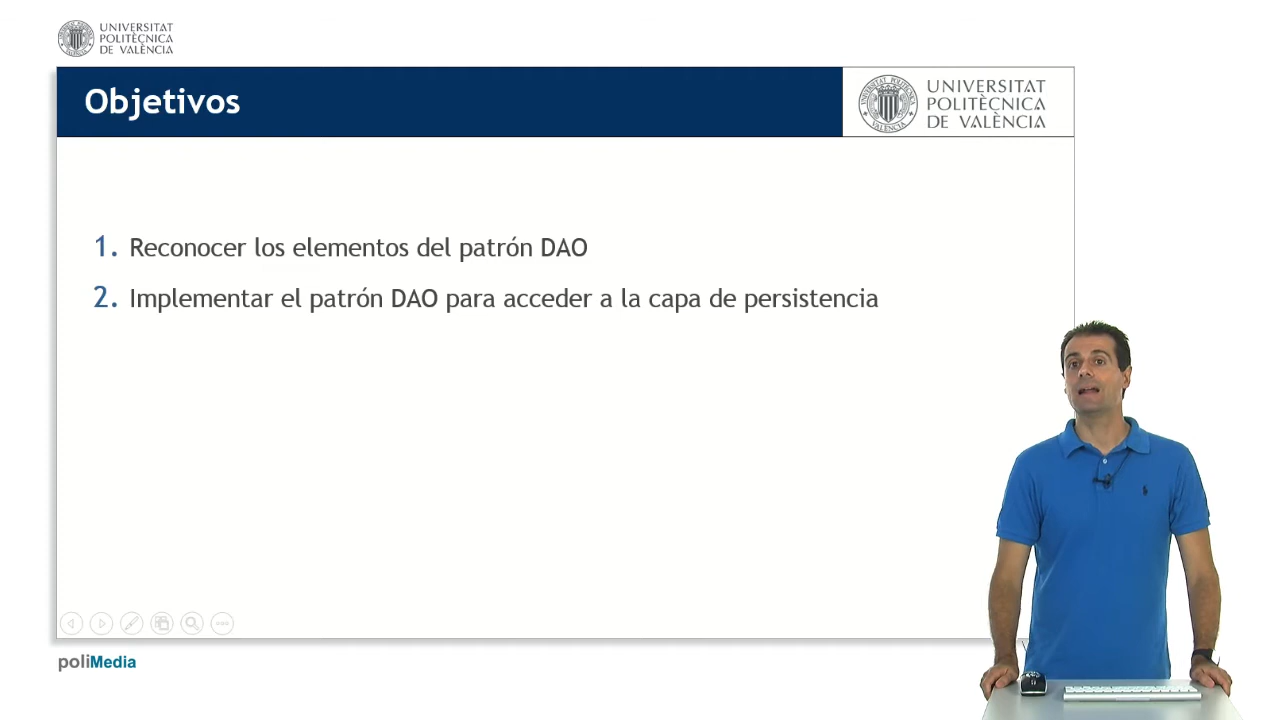 UNIVERSITAT
POLITÈCNICA
DE VALÈNCIA
Objetivos
UNIVERSITAT
POLITÈCNICA
DE VALÈNCIA
1. Reconocer los elementos del patrón DAO
2. Implementar el patrón DAO para acceder a la capa de persistencia
poliMedia